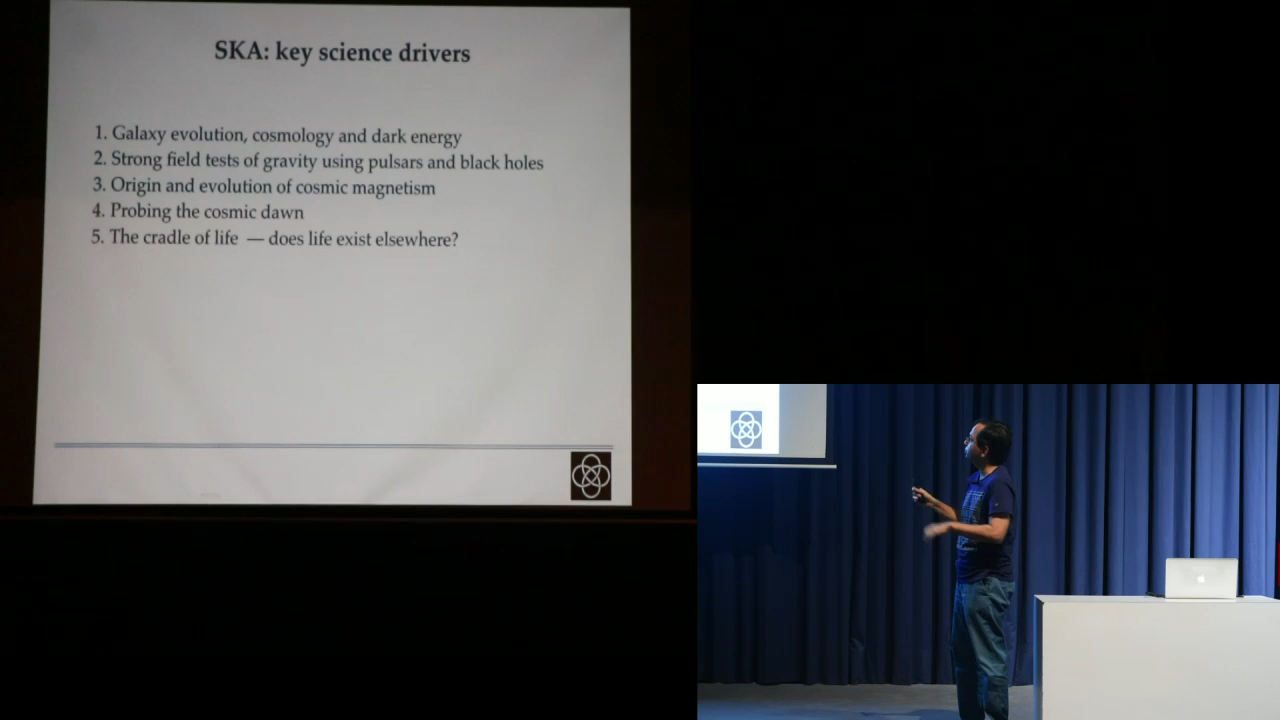 SKA: key science drivers
1. Galaxy evolution, cosmology and dark energy
2. Strong field tests of gravity using pulsars and black holes
3. Origin and evolution of cosmic magnetism
4. Probing the cosmic dawn
5. The cradle of life — does life exist elsewhere?